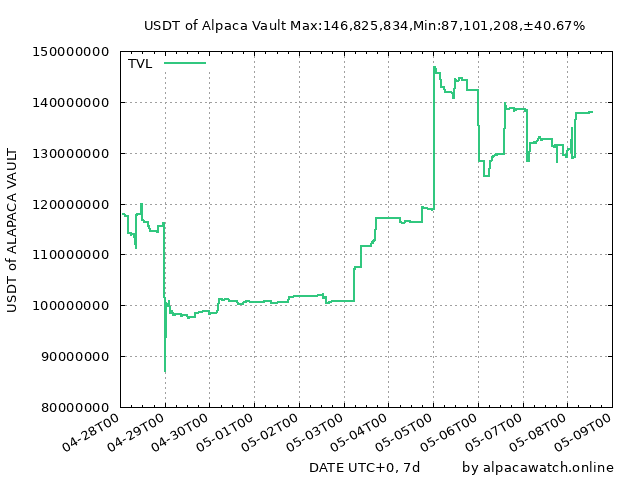 USDT of Alpaca Vault Max:146,825,834,Min:87,101,208,±40.67%
TVL
150000000
140000000
130000000
120000000
110000000
100000000
90000000
80000000
USDT of ALAPACA VAULT
04-28T00
04-29T00
04-30T00
05-01T00
05-02T00
05-03T00
05-04T00
05-05T00
05-06T00
05-07T00
05-08T00
05-09T00
DATE UTC+0, 7d
by alpacawatch.online